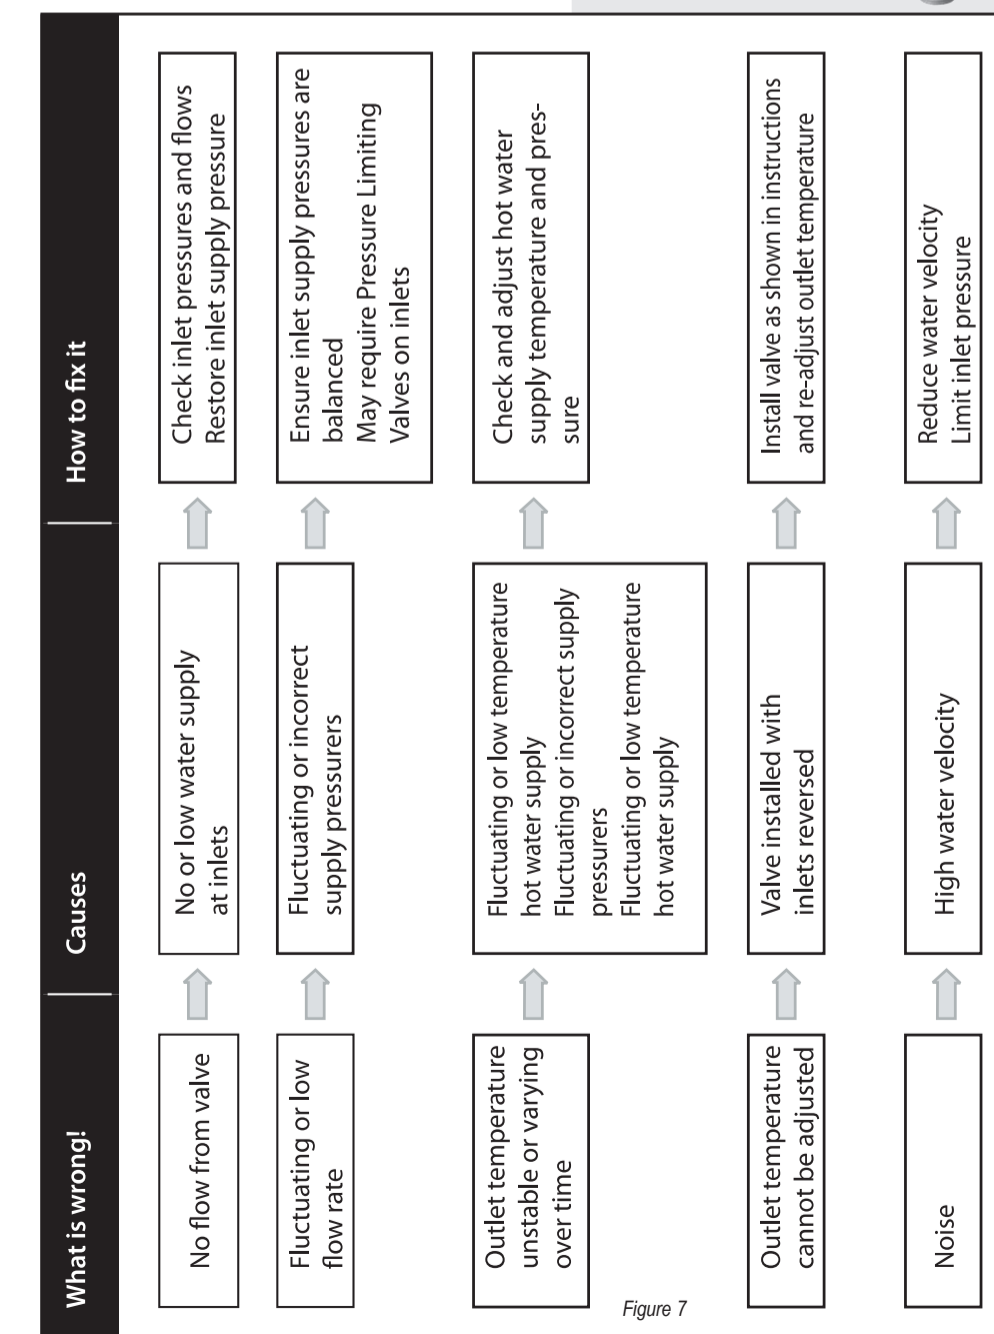 What is wrong!
Causes
How to fix it
No flow from valve
No or low water supply
at inlets
Check inlet pressures and flows
Restore inlet supply pressure
Fluctuating or low
flow rate
Fluctuating or incorrect
supply pressurers
Ensure inlet supply pressures are
balanced
May require Pressure Limiting
Valves on inlets
Outlet temperature
unstable or varying
over time
Fluctuating or low temperature
hot water supply
Fluctuating or incorrect supply
pressurers
Fluctuating or low temperature
hot water supply
Check and adjust hot water
supply temperature and pres-
sure
Outlet temperature
cannot be adjusted
Valve installed with
inlets reversed
Install valve as shown in instructions
and re-adjust outlet temperature
Noise
High water velocity
Reduce water velocity
Limit inlet pressure
Figure 7